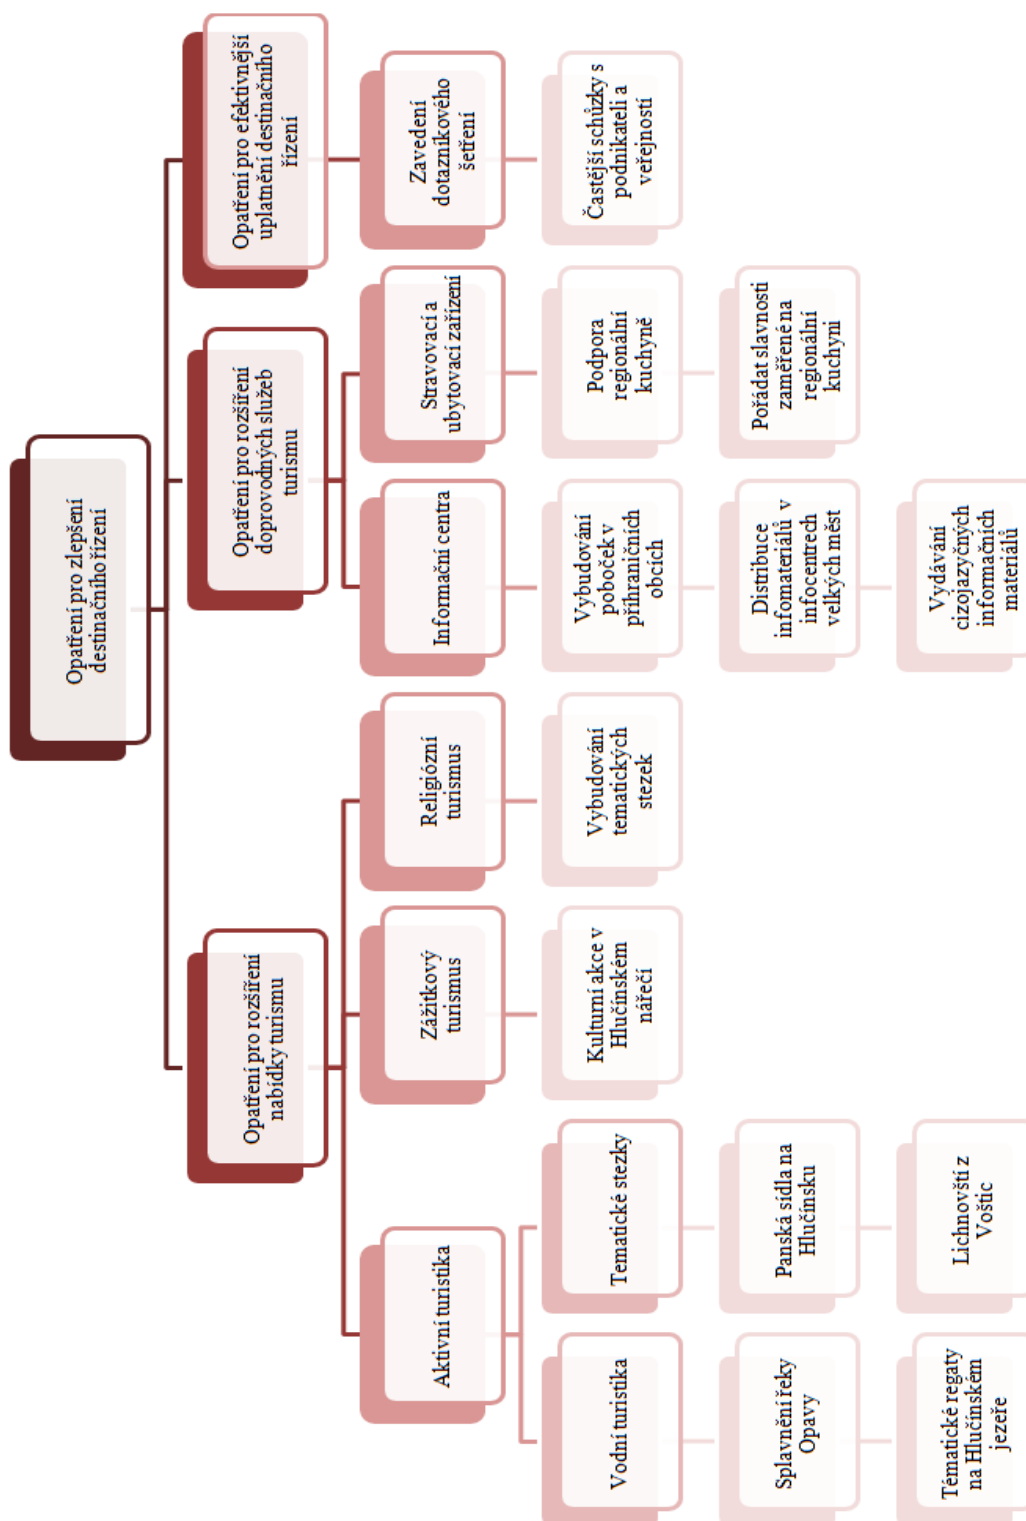 Opatření pro zlepšení
destinačního řízení
Opatření pro rozšíření
nabídky turismu
Opatření pro rozšíření
doprovodných služeb
turismu
Opatření pro efektivnější
uplatnění destinačního
řízení
Aktivní turistika
Zážitkový
turismus
Religiózní
turismus
Informační centra
Stravovací a
ubytovací zařízení
Zavedení
dotazníkového
šetření
Vodní turistika
Tematické stezky
Kulturní akce v
Hlučínském
nářečí
Vybudování
tematických
stezek
Vybudování
poboček v
příhraničních
obcích
Podpora
regionální
kuchyně
Častější schůzky s
podnikateli a
veřejností
Splavnění řeky
Opavy
Panská sídla na
Hlučínsku
Distribuce
infomateriálů v
infocentrech
velkých měst
Pořádat slavnosti
zaměřené na
regionální
kuchyni
Tématické regaty
na Hlučínském
jezeře
Lichnovští z
Voštic
Vydávání
cizojazyčných
informačních
materiálů